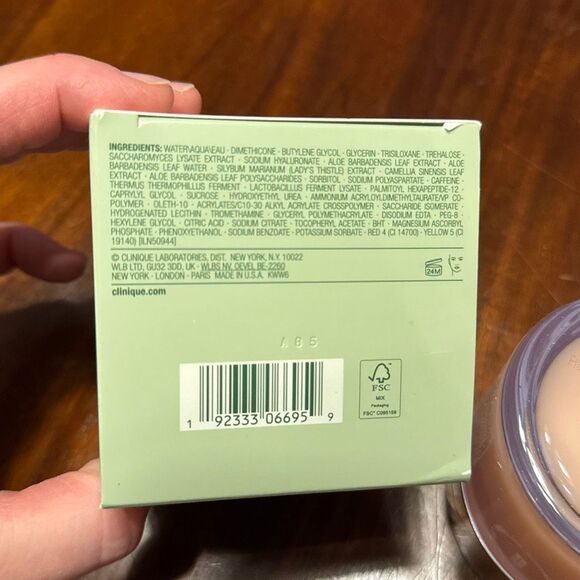 INGREDIENTS: WATER\AQUA\EAU • DIMETHICONE • BUTYLENE GLYCOL • GLYCERIN • TRISILOXANE • TREHALOSE •
SACCHAROMYCES LYSATE EXTRACT • SODIUM HYALURONATE • ALOE BARBADENSIS LEAF EXTRACT • ALOE
BARBADENSIS LEAF WATER • SILYBUM MARIANUM (LADY'S THISTLE) EXTRACT • CAMELLIA SINENSIS LEAF
EXTRACT • ALOE BARBADENSIS LEAF POLYSACCHARIDES • SORBITOL • SODIUM POLYASPARTATE • CAFFEINE •
THERMUS THERMOPHILLUS FERMENT • LACTOBACILLUS FERMENT LYSATE • PALMITOYL HEXAPEPTIDE-12 •
CAPRYLYL GLYCOL • SUCROSE • HYDROXYETHYL UREA • AMMONIUM ACRYLOYLDIMETHYLTAURATE/VP CO-
POLYMER • OLETH-10 • ACRYLATES/C10-30 ALKYL ACRYLATE CROSSPOLYMER • SACCHARIDE ISOMERATE •
HYDROGENATED LECITHIN • TROMETHAMINE • GLYCERYL POLYMETHACRYLATE • DISODIUM EDTA • PEG-8 •
HEXYLENE GLYCOL • CITRIC ACID • SODIUM CITRATE • TOCOPHERYL ACETATE • BHT • MAGNESIUM ASCORBYL
PHOSPHATE • PHENOXYETHANOL • SODIUM BENZOATE • POTASSIUM SORBATE • RED 4 (CI 14700) • YELLOW 5 (CI
19140) [ILN50944]
© CLINIQUE LABORATORIES, DIST. NEW YORK, N.Y. 10022
WLB LTD, GU32 3DD, UK • WLBS NV, OEVEL BE-2260
NEW YORK • LONDON • PARIS MADE IN U.S.A. KWW6
24M
clinique.com
A65
1 92333 06695 9
FSC
MIX
Packaging
FSC® C095159